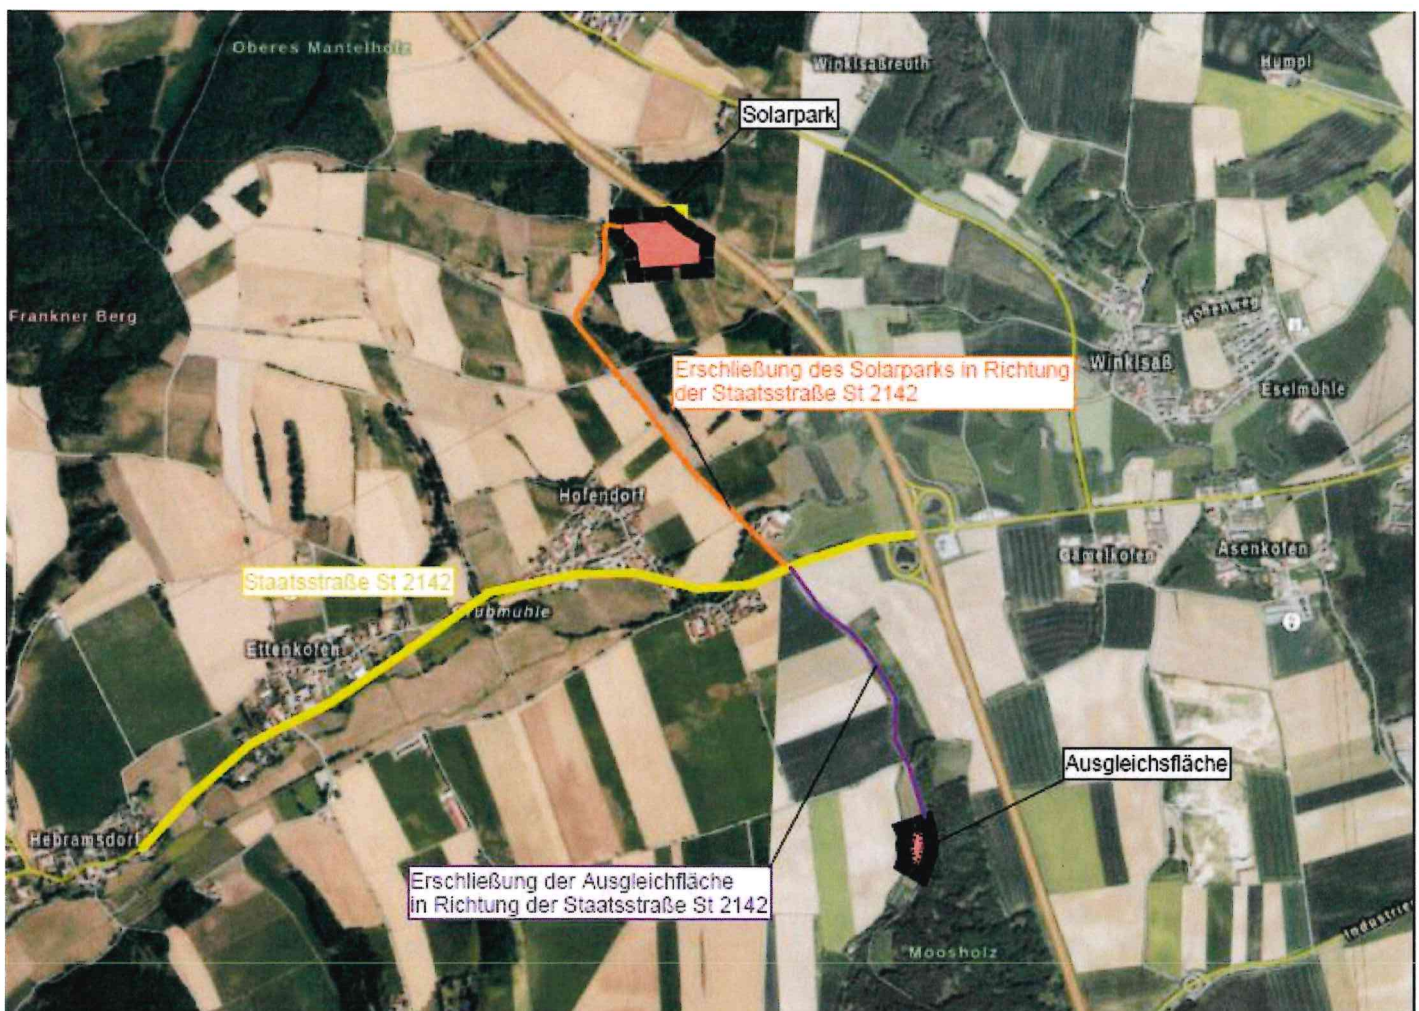 Oberes Mantelholz
Winklsaßreuth
Humpl
Solarpark
Frankner Berg
Hohenweg
Erschließung des Solarparks in Richtung
der Staatsstraße St 2142
Winklsaß
Eselmühle
Hofendorf
Gämelkofen
Asenkofen
Staatsstraße St 2142
Ettenkofen
Ausgleichsfläche
Hebramsdorf
Erschließung der Ausgleichfläche
in Richtung der Staatsstraße St 2142
Moosholz